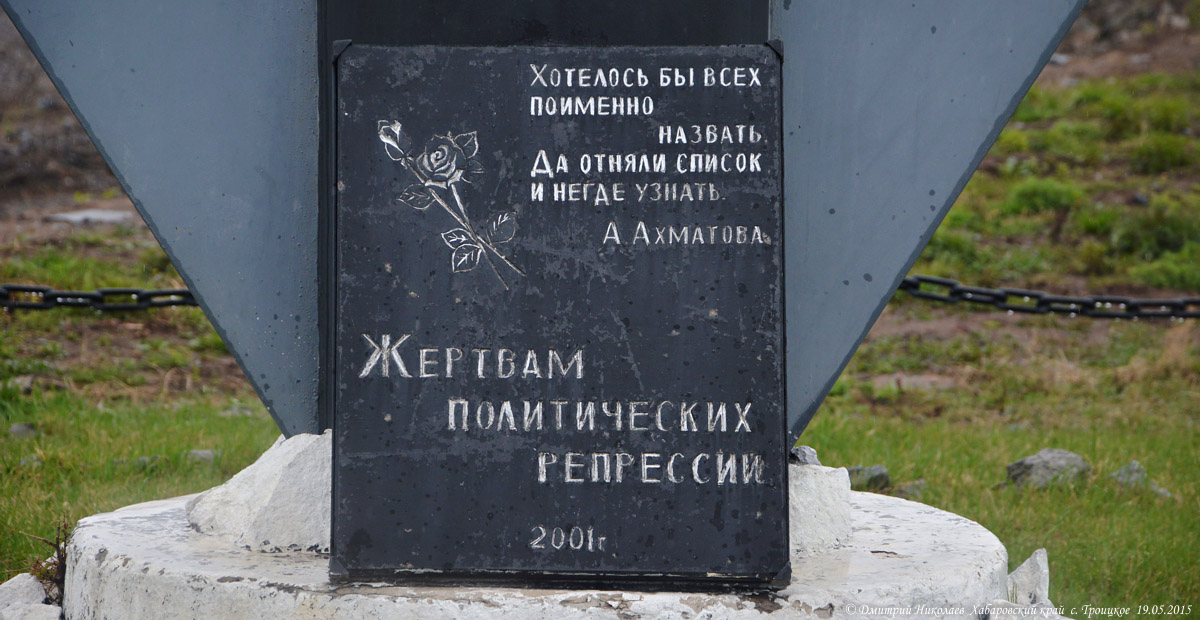 Хотелось бы всех
поименно
назвать.
Да отняли список
и негде узнать.
А. Ахматова
Жертвам
политических
репрессий
2001г.
© Дмитрий Николаев Хабаровский край с. Троицкое 19.05.2015